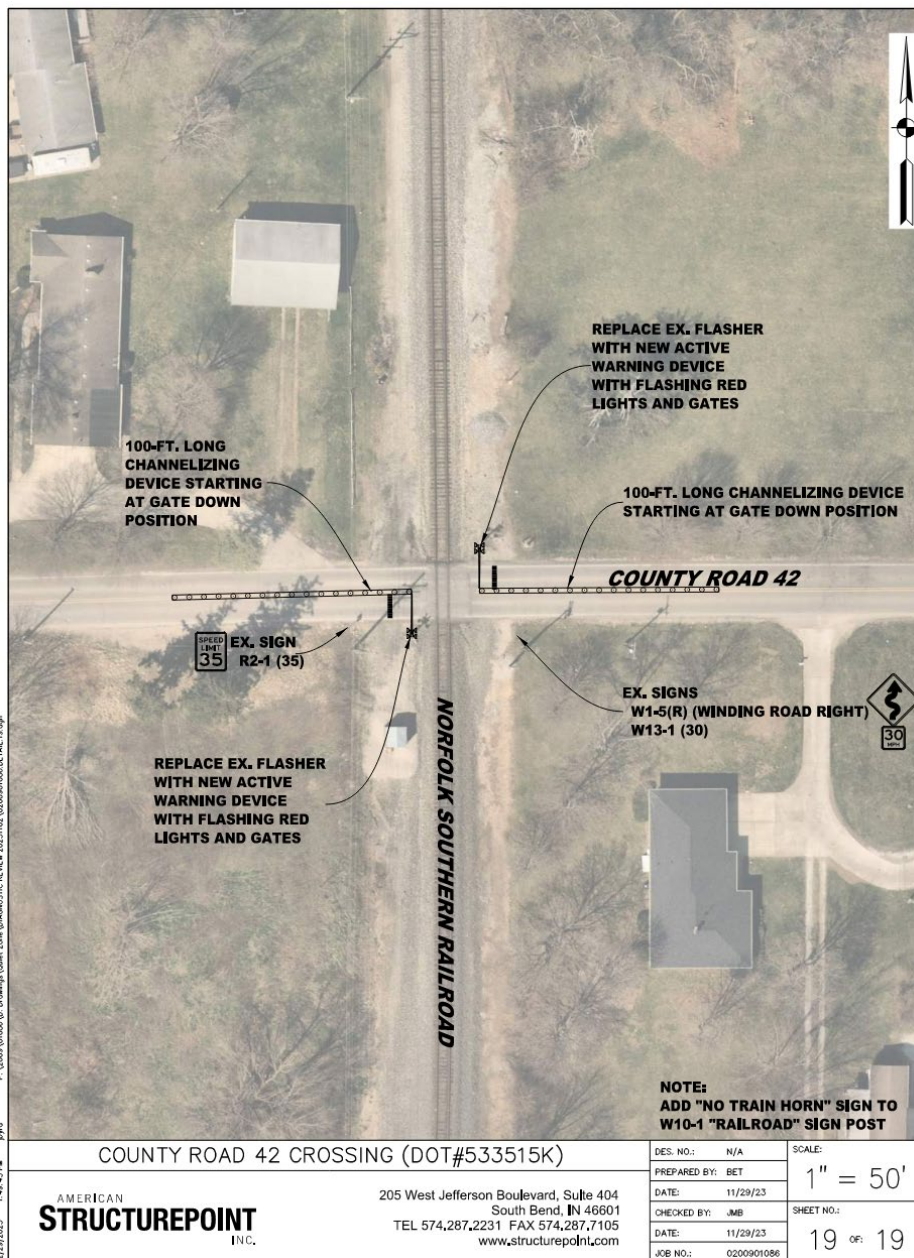 REPLACE EX. FLASHER
WITH NEW ACTIVE
WARNING DEVICE
WITH FLASHING RED
LIGHTS AND GATES
100-FT. LONG
CHANNELIZING
DEVICE STARTING
AT GATE DOWN
POSITION
100-FT. LONG CHANNELIZING DEVICE
STARTING AT GATE DOWN POSITION
COUNTY ROAD 42
SPEED
LIMIT
35
EX. SIGN
R2-1 (35)
EX. SIGNS
W1-5(R) (WINDING ROAD RIGHT)
W13-1 (30)
30
MPH
REPLACE EX. FLASHER
WITH NEW ACTIVE
WARNING DEVICE
WITH FLASHING RED
LIGHTS AND GATES
NORFOLK SOUTHERN RAILROAD
NOTE:
ADD "NO TRAIN HORN" SIGN TO
W10-1 "RAILROAD" SIGN POST
COUNTY ROAD 42 CROSSING (DOT#533515K)
AMERICAN
STRUCTUREPOINT
INC.
205 West Jefferson Boulevard, Suite 404
South Bend, IN 46601
TEL 574.287.2231 FAX 574.287.7105
www.structurepoint.com
DES. NO.: N/A
PREPARED BY: BET
DATE: 11/29/23
CHECKED BY: JMB
DATE: 11/29/23
JOB NO.: 0200901086
SCALE:
1" = 50'
SHEET NO.:
19 OF: 19